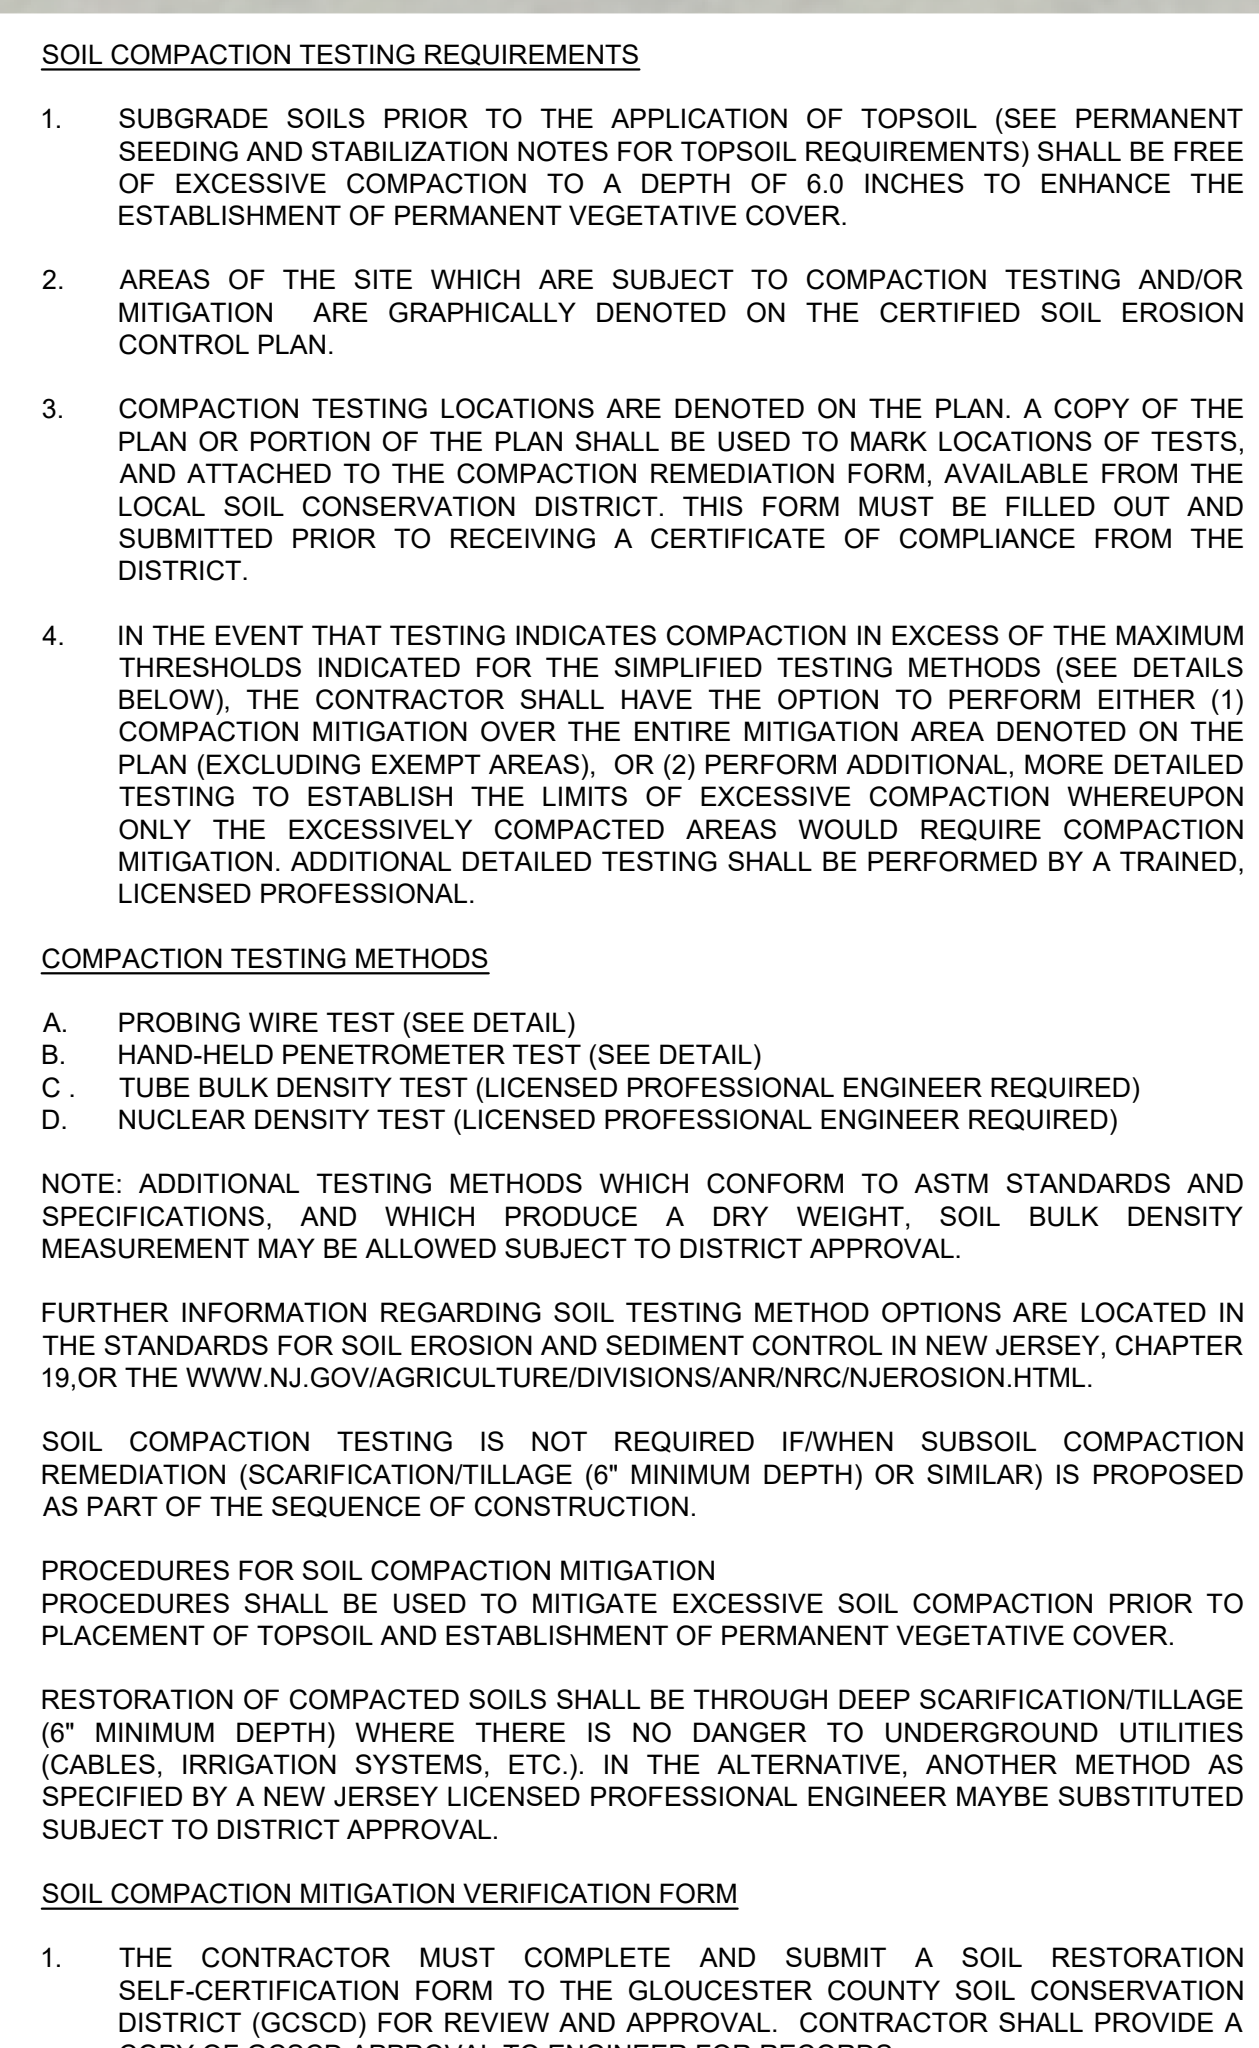 SOIL COMPACTION TESTING REQUIREMENTS
1. SUBGRADE SOILS PRIOR TO THE APPLICATION OF TOPSOIL (SEE PERMANENT
SEEDING AND STABILIZATION NOTES FOR TOPSOIL REQUIREMENTS) SHALL BE FREE
OF EXCESSIVE COMPACTION TO A DEPTH OF 6.0 INCHES TO ENHANCE THE
ESTABLISHMENT OF PERMANENT VEGETATIVE COVER.
2. AREAS OF THE SITE WHICH ARE SUBJECT TO COMPACTION TESTING AND/OR
MITIGATION ARE GRAPHICALLY DENOTED ON THE CERTIFIED SOIL EROSION
CONTROL PLAN.
3. COMPACTION TESTING LOCATIONS ARE DENOTED ON THE PLAN. A COPY OF THE
PLAN OR PORTION OF THE PLAN SHALL BE USED TO MARK LOCATIONS OF TESTS,
AND ATTACHED TO THE COMPACTION REMEDIATION FORM, AVAILABLE FROM THE
LOCAL SOIL CONSERVATION DISTRICT. THIS FORM MUST BE FILLED OUT AND
SUBMITTED PRIOR TO RECEIVING A CERTIFICATE OF COMPLIANCE FROM THE
DISTRICT.
4. IN THE EVENT THAT TESTING INDICATES COMPACTION IN EXCESS OF THE MAXIMUM
THRESHOLDS INDICATED FOR THE SIMPLIFIED TESTING METHODS (SEE DETAILS
BELOW), THE CONTRACTOR SHALL HAVE THE OPTION TO PERFORM EITHER (1)
COMPACTION MITIGATION OVER THE ENTIRE MITIGATION AREA DENOTED ON THE
PLAN (EXCLUDING EXEMPT AREAS), OR (2) PERFORM ADDITIONAL, MORE DETAILED
TESTING TO ESTABLISH THE LIMITS OF EXCESSIVE COMPACTION WHEREUPON
ONLY THE EXCESSIVELY COMPACTED AREAS WOULD REQUIRE COMPACTION
MITIGATION. ADDITIONAL DETAILED TESTING SHALL BE PERFORMED BY A TRAINED,
LICENSED PROFESSIONAL.
COMPACTION TESTING METHODS
A. PROBING WIRE TEST (SEE DETAIL)
B. HAND-HELD PENETROMETER TEST (SEE DETAIL)
C . TUBE BULK DENSITY TEST (LICENSED PROFESSIONAL ENGINEER REQUIRED)
D. NUCLEAR DENSITY TEST (LICENSED PROFESSIONAL ENGINEER REQUIRED)
NOTE: ADDITIONAL TESTING METHODS WHICH CONFORM TO ASTM STANDARDS AND
SPECIFICATIONS, AND WHICH PRODUCE A DRY WEIGHT, SOIL BULK DENSITY
MEASUREMENT MAY BE ALLOWED SUBJECT TO DISTRICT APPROVAL.
FURTHER INFORMATION REGARDING SOIL TESTING METHOD OPTIONS ARE LOCATED IN
THE STANDARDS FOR SOIL EROSION AND SEDIMENT CONTROL IN NEW JERSEY, CHAPTER
19,OR THE WWW.NJ.GOV/AGRICULTURE/DIVISIONS/ANR/NRC/NJEROSION.HTML.
SOIL COMPACTION TESTING IS NOT REQUIRED IF/WHEN SUBSOIL COMPACTION
REMEDIATION (SCARIFICATION/TILLAGE (6" MINIMUM DEPTH) OR SIMILAR) IS PROPOSED
AS PART OF THE SEQUENCE OF CONSTRUCTION.
PROCEDURES FOR SOIL COMPACTION MITIGATION
PROCEDURES SHALL BE USED TO MITIGATE EXCESSIVE SOIL COMPACTION PRIOR TO
PLACEMENT OF TOPSOIL AND ESTABLISHMENT OF PERMANENT VEGETATIVE COVER.
RESTORATION OF COMPACTED SOILS SHALL BE THROUGH DEEP SCARIFICATION/TILLAGE
(6" MINIMUM DEPTH) WHERE THERE IS NO DANGER TO UNDERGROUND UTILITIES
(CABLES, IRRIGATION SYSTEMS, ETC.). IN THE ALTERNATIVE, ANOTHER METHOD AS
SPECIFIED BY A NEW JERSEY LICENSED PROFESSIONAL ENGINEER MAYBE SUBSTITUTED
SUBJECT TO DISTRICT APPROVAL.
SOIL COMPACTION MITIGATION VERIFICATION FORM
1. THE CONTRACTOR MUST COMPLETE AND SUBMIT A SOIL RESTORATION
SELF-CERTIFICATION FORM TO THE GLOUCESTER COUNTY SOIL CONSERVATION
DISTRICT (GCSCD) FOR REVIEW AND APPROVAL. CONTRACTOR SHALL PROVIDE A
COPY OF GCSCD APPROVAL TO ENGINEER FOR RECORDS